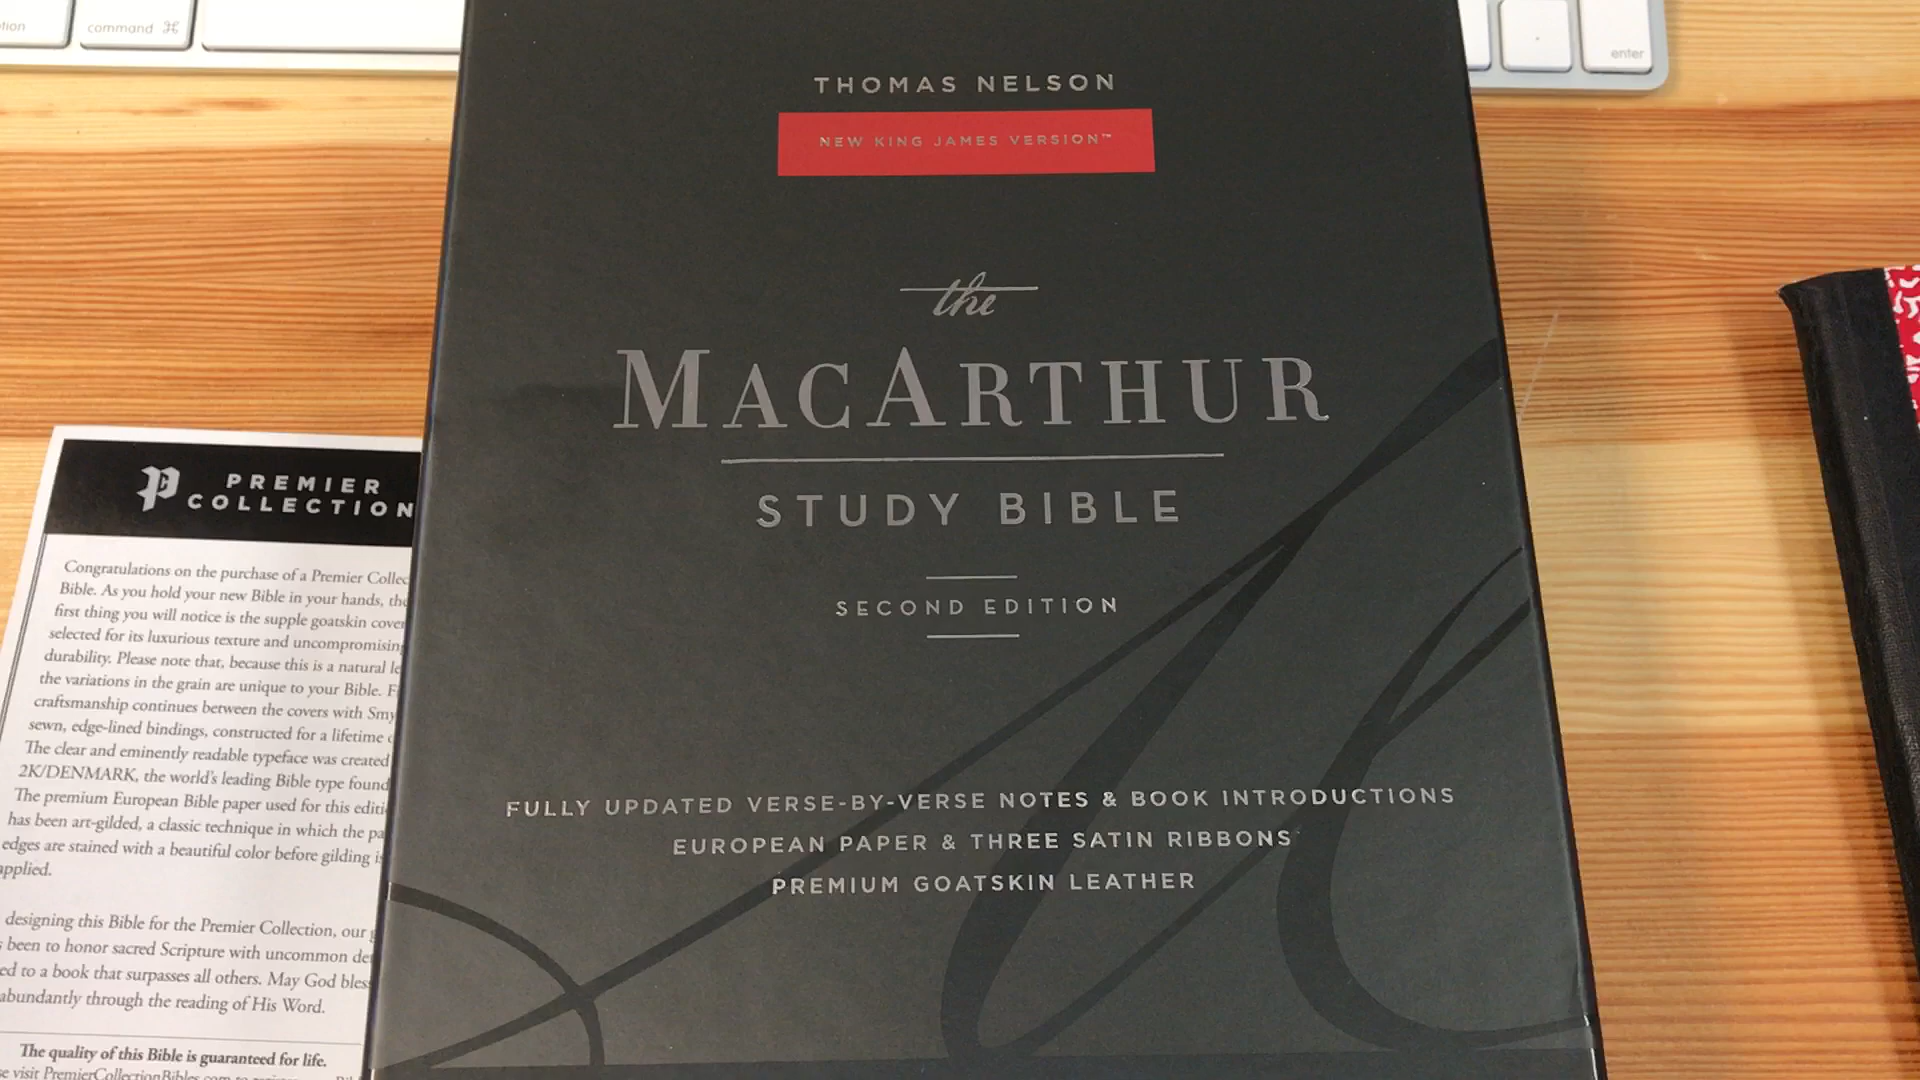 command ⌘
enter
THOMAS NELSON
NEW KING JAMES VERSION™
the
MACARTHUR
STUDY BIBLE
SECOND EDITION
FULLY UPDATED VERSE-BY-VERSE NOTES & BOOK INTRODUCTIONS
EUROPEAN PAPER & THREE SATIN RIBBONS
PREMIUM GOATSKIN LEATHER
PREMIER
COLLECTION
Congratulations on the purchase of a Premier Collec
Bible. As you hold your new Bible in your hands, the
first thing you will notice is the supple goatskin cover
selected for its luxurious texture and uncompromising
durability. Please note that, because this is a natural le
the variations in the grain are unique to your Bible. F
craftsmanship continues between the covers with Smy
sewn, edge-lined bindings, constructed for a lifetime
The clear and eminently readable typeface was created
2K/DENMARK, the world's leading Bible type found
The premium European Bible paper used for this editi
has been art-gilded, a classic technique in which the pa
edges are stained with a beautiful color before gilding is
applied.
designing this Bible for the Premier Collection, our
been to honor sacred Scripture with uncommon de
ed to a book that surpasses all others. May God bles
abundantly through the reading of His Word.
The quality of this Bible is guaranteed for life.
visit PremierCollectionBibles.com to